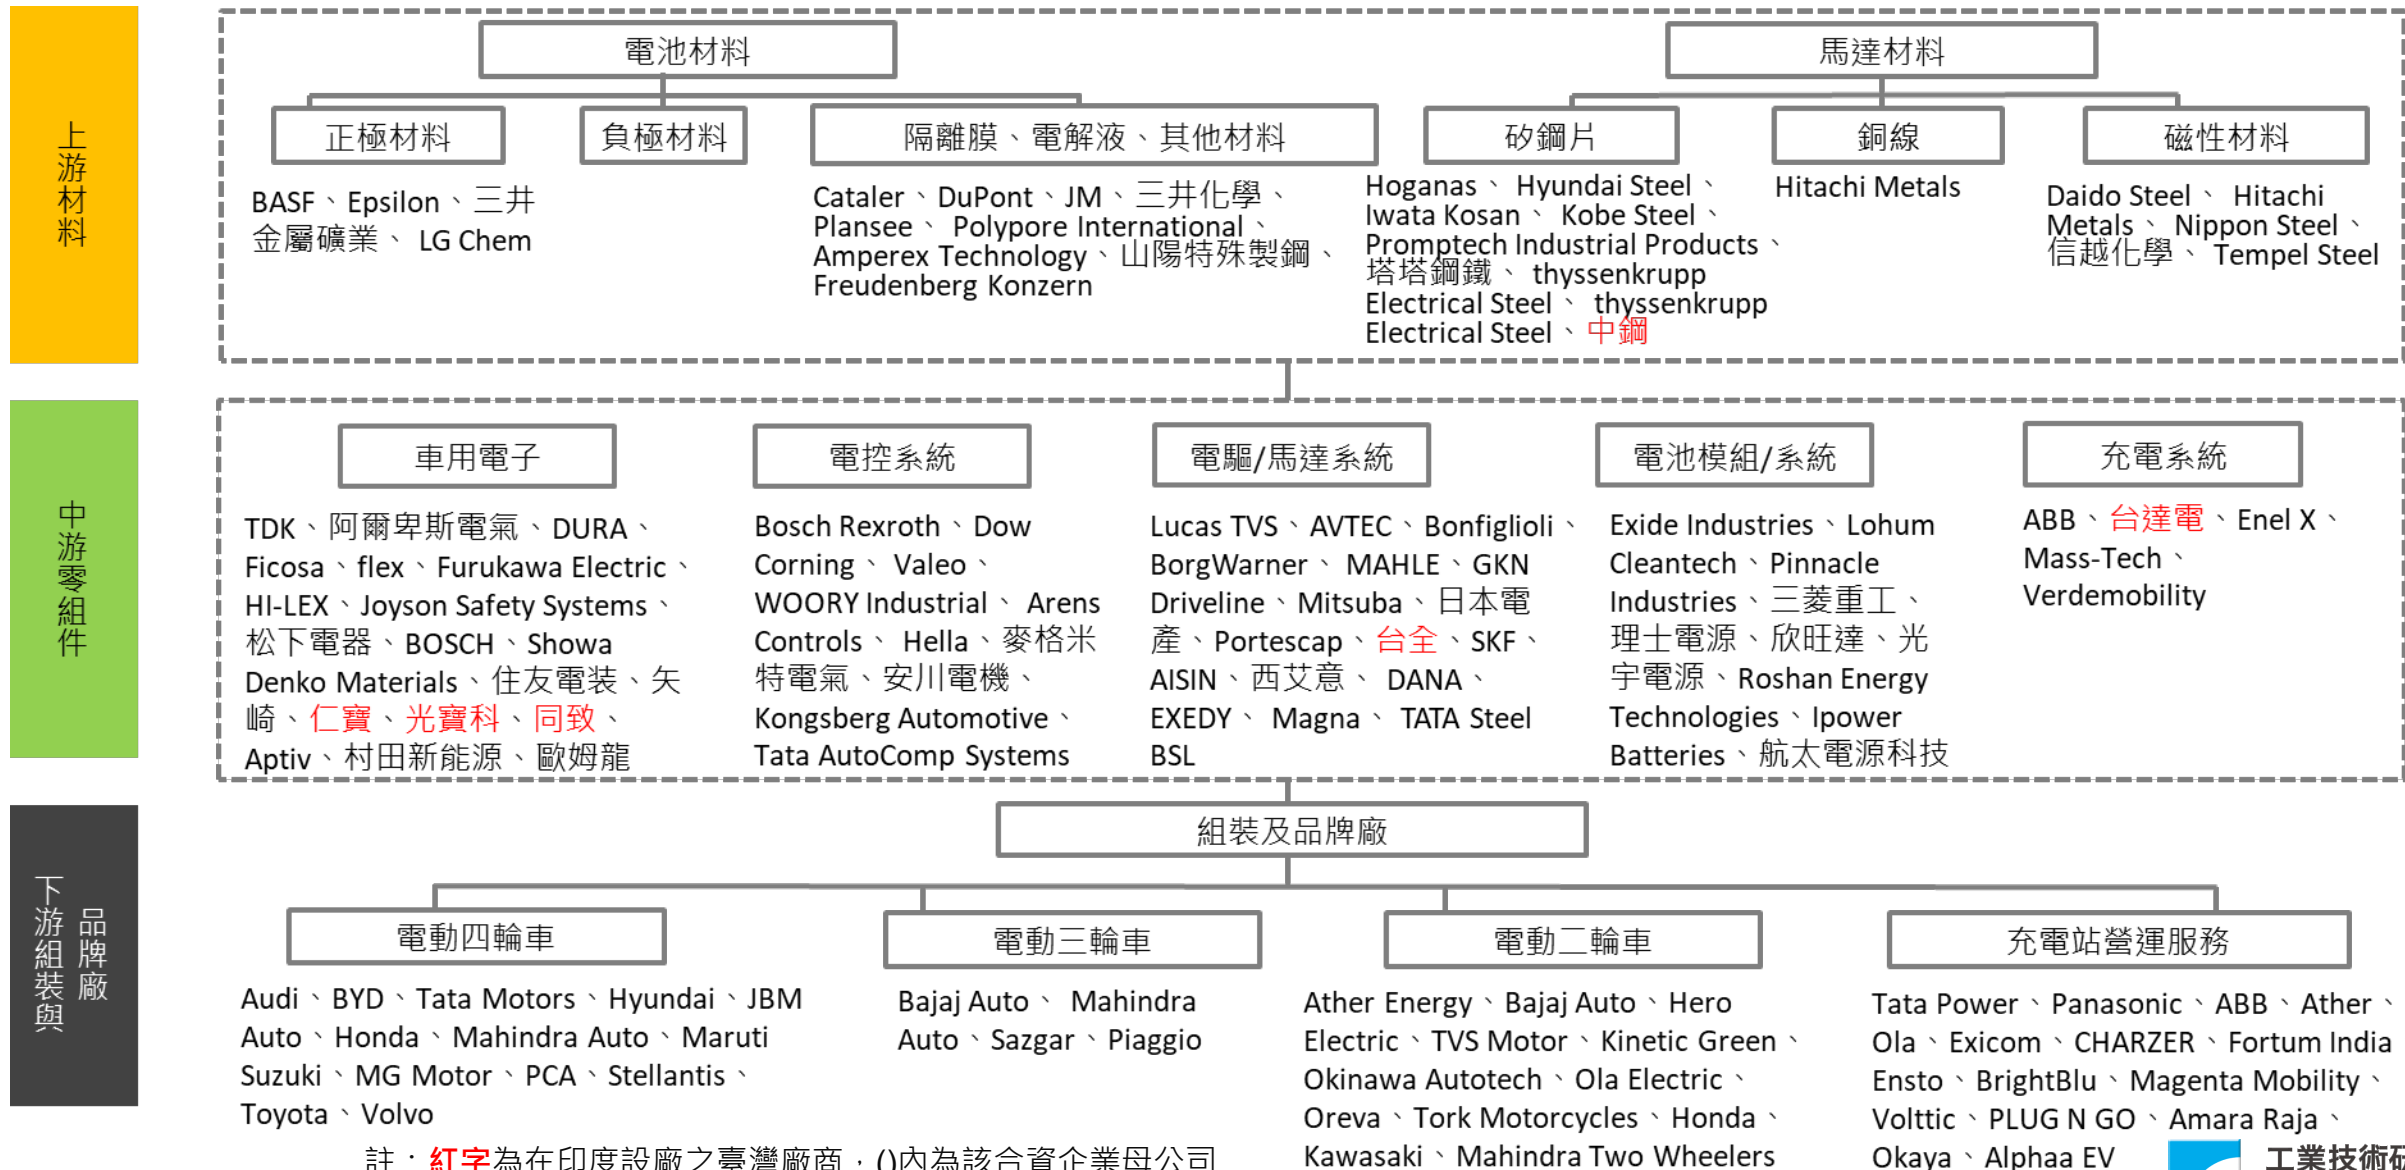 上游材料
電池材料
馬達材料
正極材料
負極材料
隔離膜、電解液、其他材料
矽鋼片
銅線
磁性材料
BASF、Epsilon、三井
金屬礦業、 LG Chem
Cataler、DuPont、JM、三井化學、
Plansee、 Polypore International、
Amperex Technology、山陽特殊製鋼、
Freudenberg Konzern
Hoganas、 Hyundai Steel、
Iwata Kosan、 Kobe Steel、
Promptech Industrial Products、
塔塔鋼鐵、 thyssenkrupp
Electrical Steel、 thyssenkrupp
Electrical Steel、中鋼
Hitachi Metals
Daido Steel、 Hitachi
Metals、 Nippon Steel、
信越化學、 Tempel Steel
中游零組件
車用電子
電控系統
電驅/馬達系統
電池模組/系統
充電系統
TDK、阿爾卑斯電氣、DURA、
Ficosa、flex、Furukawa Electric、
HI-LEX、Joyson Safety Systems、
松下電器、BOSCH、Showa
Denko Materials、住友電裝、矢
崎、仁寶、光寶科、同致、
Aptiv、村田新能源、歐姆龍
Bosch Rexroth、Dow
Corning、 Valeo、
WOORY Industrial、 Arens
Controls、 Hella、麥格米
特電氣、安川電機、
Kongsberg Automotive、
Tata AutoComp Systems
Lucas TVS、AVTEC、Bonfiglioli、
BorgWarner、 MAHLE、GKN
Driveline、Mitsuba、日本電
產、Portescap、台全、SKF、
AISIN、西艾意、 DANA、
EXEDY、 Magna、 TATA Steel
BSL
Exide Industries、Lohum
Cleantech、Pinnacle
Industries、三菱重工、
理士電源、欣旺達、光
宇電源、Roshan Energy
Technologies、Ipower
Batteries、航太電源科技
ABB、台達電、Enel X、
Mass-Tech、
Verdemobility
下游組裝與
品牌廠
組裝及品牌廠
電動四輪車
電動三輪車
電動二輪車
充電站營運服務
Audi、BYD、Tata Motors、Hyundai、JBM
Auto、Honda、Mahindra Auto、Maruti
Suzuki、MG Motor、PCA、Stellantis、
Toyota、Volvo
Bajaj Auto、 Mahindra
Auto、Sazgar、Piaggio
Ather Energy、Bajaj Auto、Hero
Electric、TVS Motor、Kinetic Green、
Okinawa Autotech、Ola Electric、
Oreva、Tork Motorcycles、Honda、
Kawasaki、Mahindra Two Wheelers
Tata Power、Panasonic、ABB、Ather、
Ola、Exicom、CHARZER、Fortum India
Ensto、BrightBlu、Magenta Mobility、
Volttic、PLUG N GO、Amara Raja、
Okaya、Alphaa EV
註：紅字為在印度設廠之臺灣廠商，()內為該合資企業母公司
工業技術研